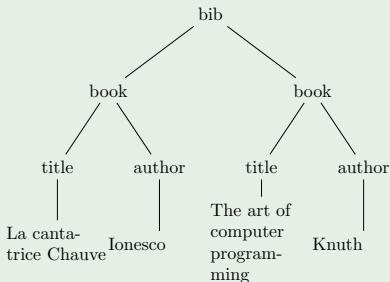 bib
book
book
title
author
title
author
La canta-
trice Chauve
Ionesco
The art of
computer
program-
ming
Knuth